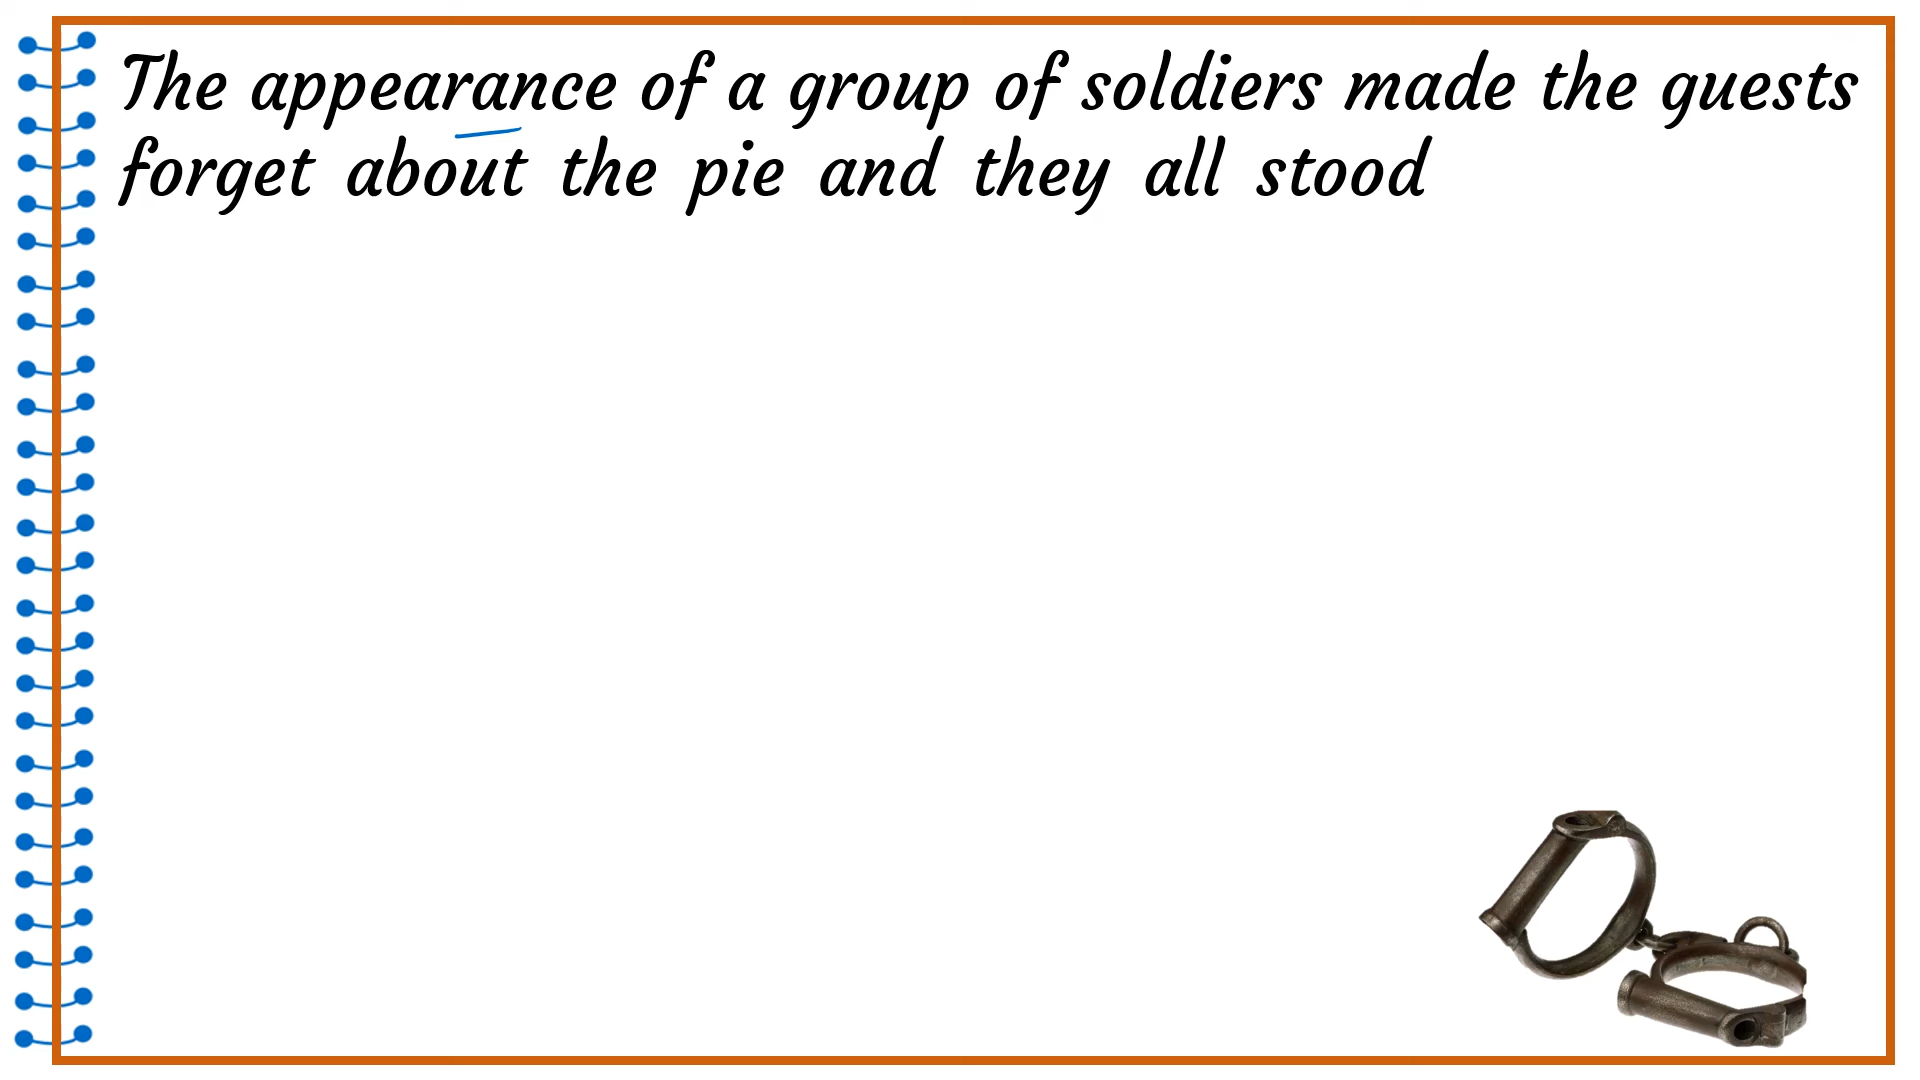 The appearance of a group of soldiers made the guests
forget about the pie and they all stood